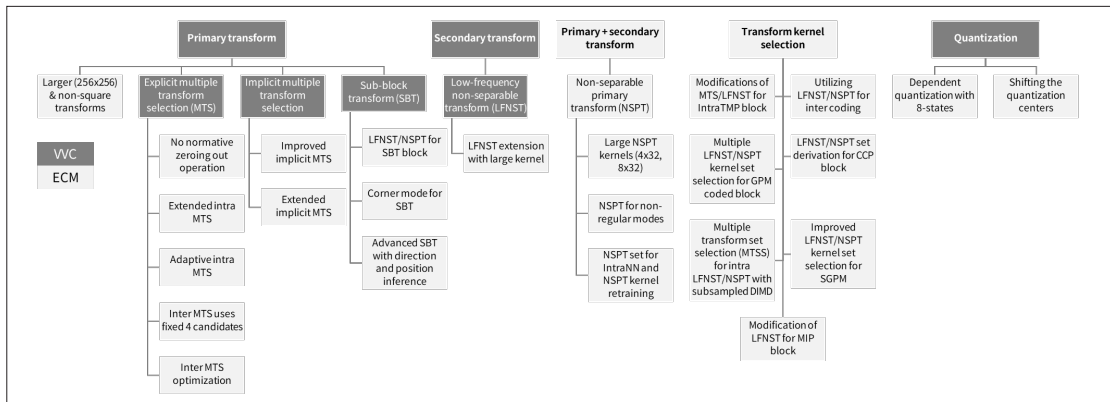 Primary transform
Secondary transform
Primary + secondary
transform
Transform kernel
selection
Quantization
Larger (256x256)
& non-square
transforms
Explicit multiple
transform
selection (MTS)
Implicit multiple
transform
selection
Sub-block
transform (SBT)
Low-frequency
non-separable
transform (LFNST)
Non-separable
primary
transform (NSPT)
Modifications of
MTS/LFNST for
IntraTMP block
Utilizing
LFNST/NSPT for
inter coding
Dependent
quantization with
8-states
Shifting the
quantization
centers
VVC
ECM
No normative
zeroing out
operation
Extended intra
MTS
Adaptive intra
MTS
Inter MTS uses
fixed 4 candidates
Inter MTS
optimization
Improved
implicit MTS
Extended
implicit MTS
LFNST/NSPT for
SBT block
Corner mode for
SBT
Advanced SBT
with direction
and position
inference
LFNST extension
with large kernel
Large NSPT
kernels (4x32,
8x32)
NSPT for non-
regular modes
NSPT set for
IntraNN and
NSPT kernel
retraining
Multiple
LFNST/NSPT
kernel set
selection for GPM
coded block
LFNST/NSPT set
derivation for CCP
block
Multiple
transform set
selection (MTSS)
for intra
LFNST/NSPT with
subsampled DIMD
Improved
LFNST/NSPT
kernel set
selection for
SGPM
Modification of
LFNST for MIP
block